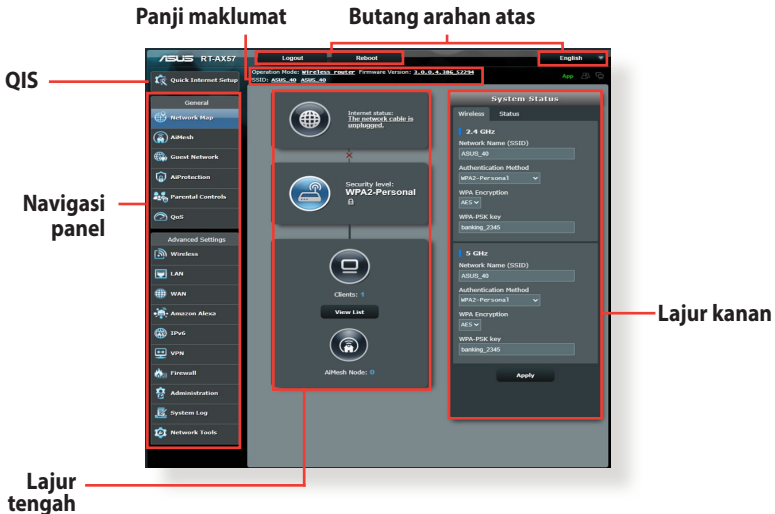 Panji maklumat
Butang arahan atas
QIS
Navigasi
panel
Lajur kanan
Lajur
tengah
ASUS RT-AX57
Logout
Reboot
English
Operation Mode: Wireless router Firmware Version: 3.0.0.4.386_52294
SSID: ASUS_40 ASUS_40
App
Quick Internet Setup
General
Network Map
AiMesh
Guest Network
AiProtection
Parental Controls
QoS
Advanced Settings
Wireless
LAN
WAN
Amazon Alexa
IPv6
VPN
Firewall
Administration
System Log
Network Tools
Internet status:
The network cable is
unplugged.
Security level:
WPA2-Personal
Clients: 1
View List
AiMesh Node: 0
System Status
Wireless
Status
2.4 GHz
Network Name (SSID)
ASUS_40
Authentication Method
WPA2-Personal
WPA Encryption
AES
WPA-PSK key
banking_2345
5 GHz
Network Name (SSID)
ASUS_40
Authentication Method
WPA2-Personal
WPA Encryption
AES
WPA-PSK key
banking_2345
Apply